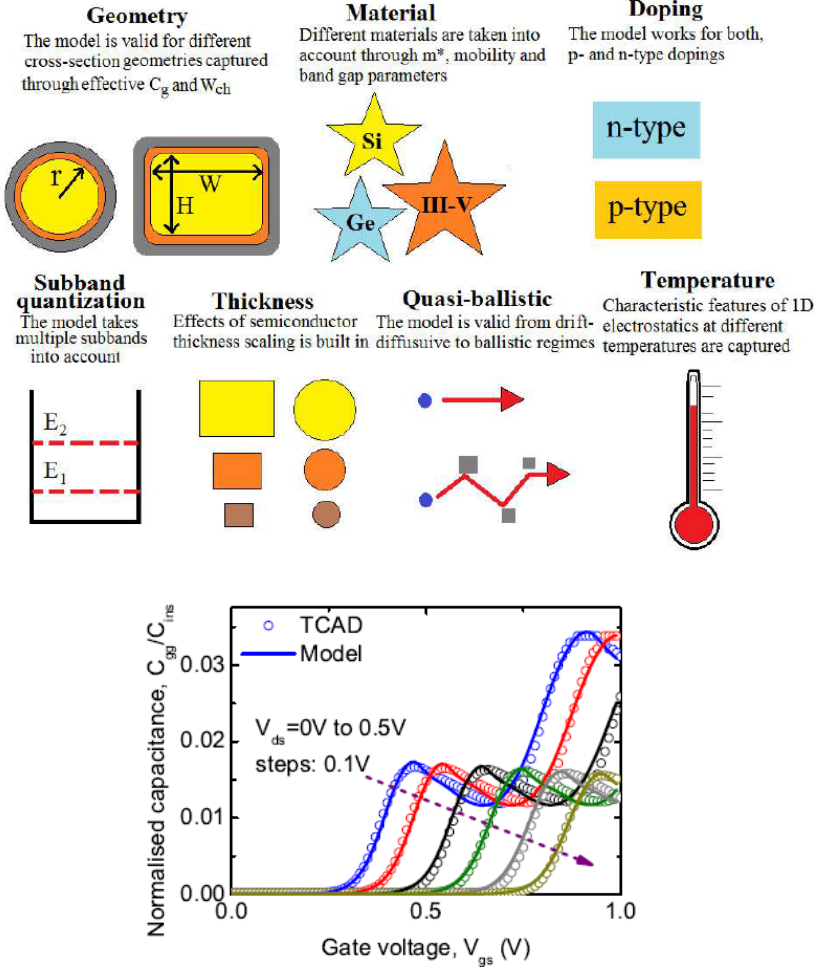 Geometry
The model is valid for different
cross-section geometries captured
through effective Cg and Wch
r
W
H
Material
Different materials are taken into
account through m*, mobility and
band gap parameters
Si
Ge
III-V
Doping
The model works for both,
p- and n-type dopings
n-type
p-type
Subband
quantization
The model takes
multiple subbands
into account
E2
E1
Thickness
Effects of semiconductor
thickness scaling is built in
Quasi-ballistic
The model is valid from drift-
diffusuive to ballistic regimes
Temperature
Characteristic features of 1D
electrostatics at different
temperatures are captured
Normalised capacitance, Cgg/Cins
0.03
0.02
0.01
0.00
TCAD
Model
Vds=0V to 0.5V
steps: 0.1V
0.0
0.5
1.0
Gate voltage, Vgs (V)